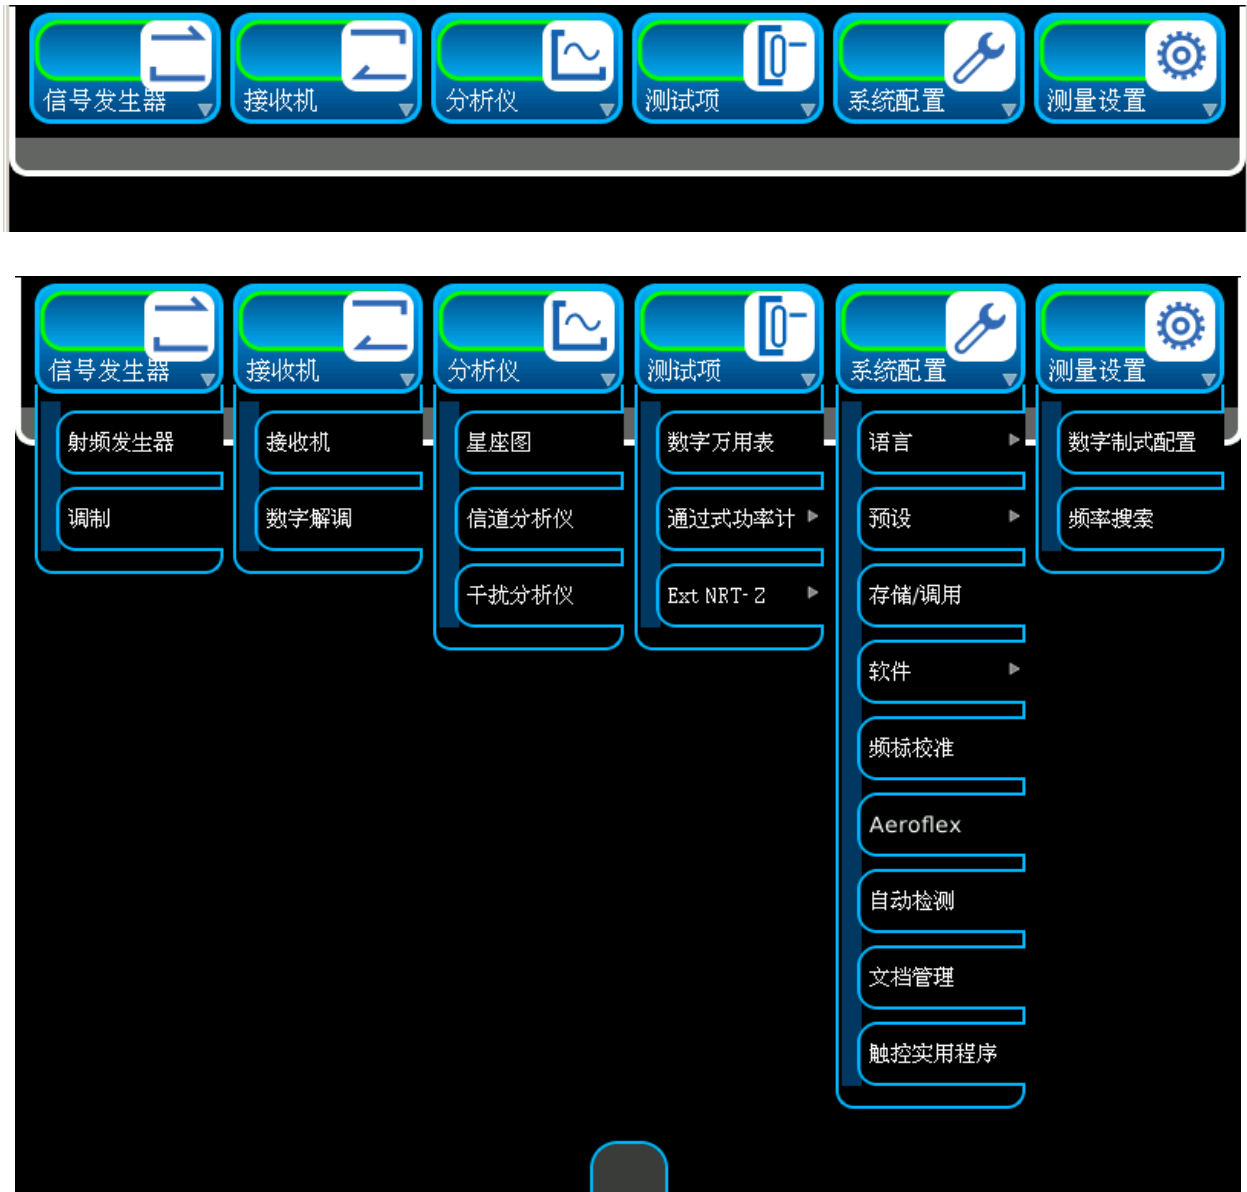 信号发生器
接收机
分析仪
测试项
系统配置
测量设置
信号发生器
接收机
分析仪
测试项
系统配置
测量设置
射频发生器
调制
接收机
数字解调
星座图
信道分析仪
干扰分析仪
数字万用表
通过式功率计
Ext NRT-Z
语言
预设
存储/调用
软件
频标校准
Aeroflex
自动检测
文档管理
触控实用程序
数字制式配置
频率搜索